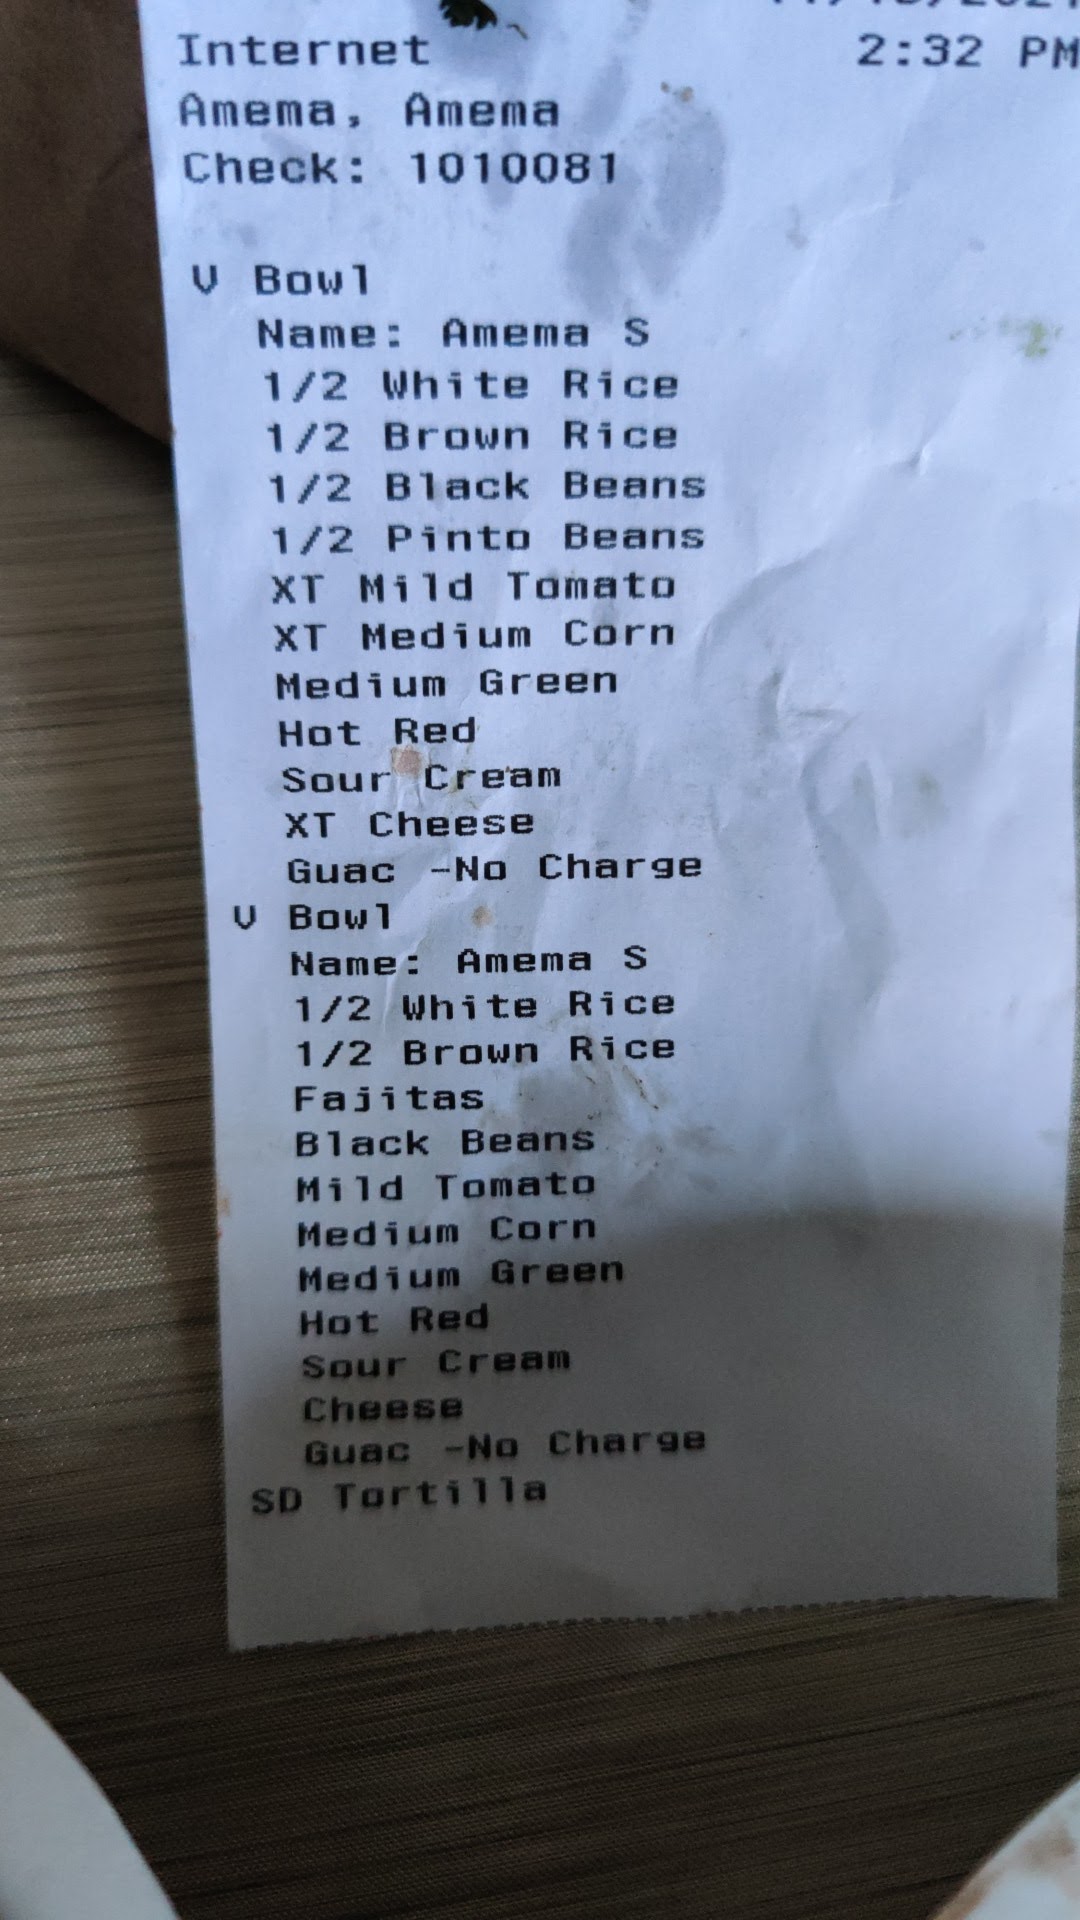 Internet 2:32 PM
Amema, Amema
Check: 1010081
V Bowl
Name: Amema S
1/2 White Rice
1/2 Brown Rice
1/2 Black Beans
1/2 Pinto Beans
XT Mild Tomato
XT Medium Corn
Medium Green
Hot Red
Sour Cream
XT Cheese
Guac -No Charge
V Bowl
Name: Amema S
1/2 White Rice
1/2 Brown Rice
Fajitas
Black Beans
Mild Tomato
Medium Corn
Medium Green
Hot Red
Sour Cream
Cheese
Guac -No Charge
SD Tortilla